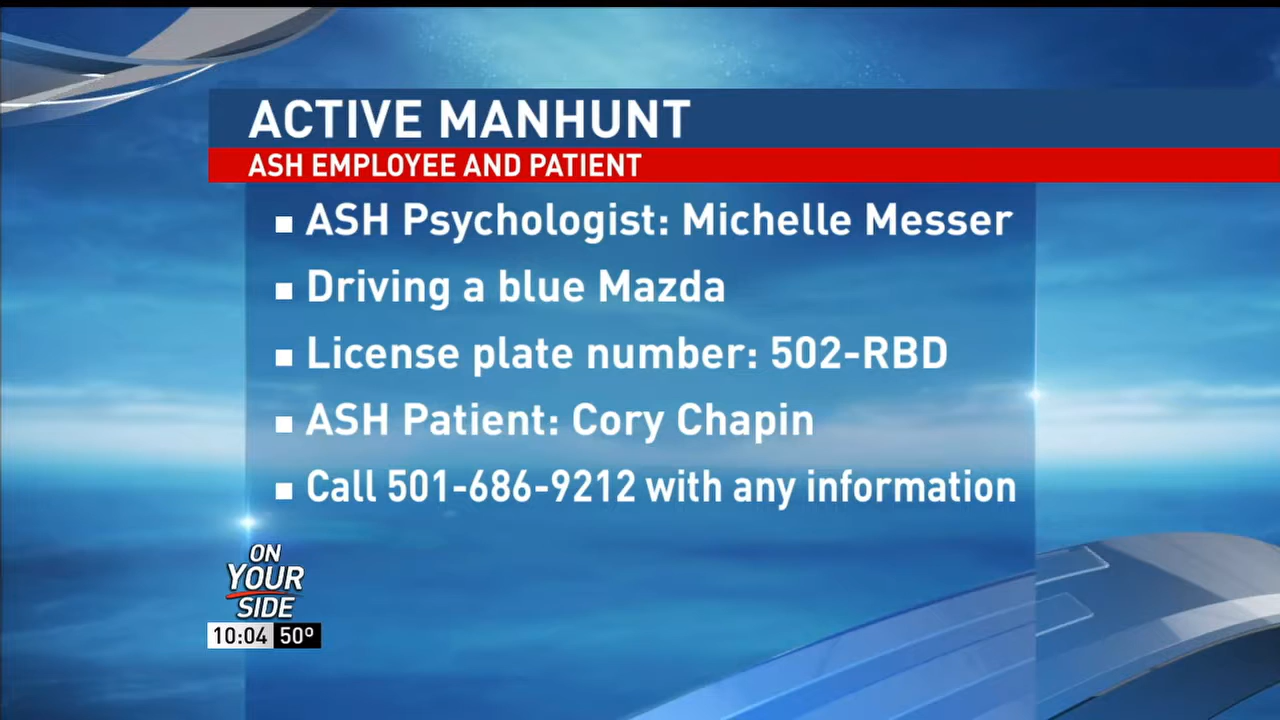 ACTIVE MANHUNT
ASH EMPLOYEE AND PATIENT
ASH Psychologist: Michelle Messer
Driving a blue Mazda
License plate number: 502-RBD
ASH Patient: Cory Chapin
Call 501-686-9212 with any information
ON
YOUR
SIDE
10:04 50°